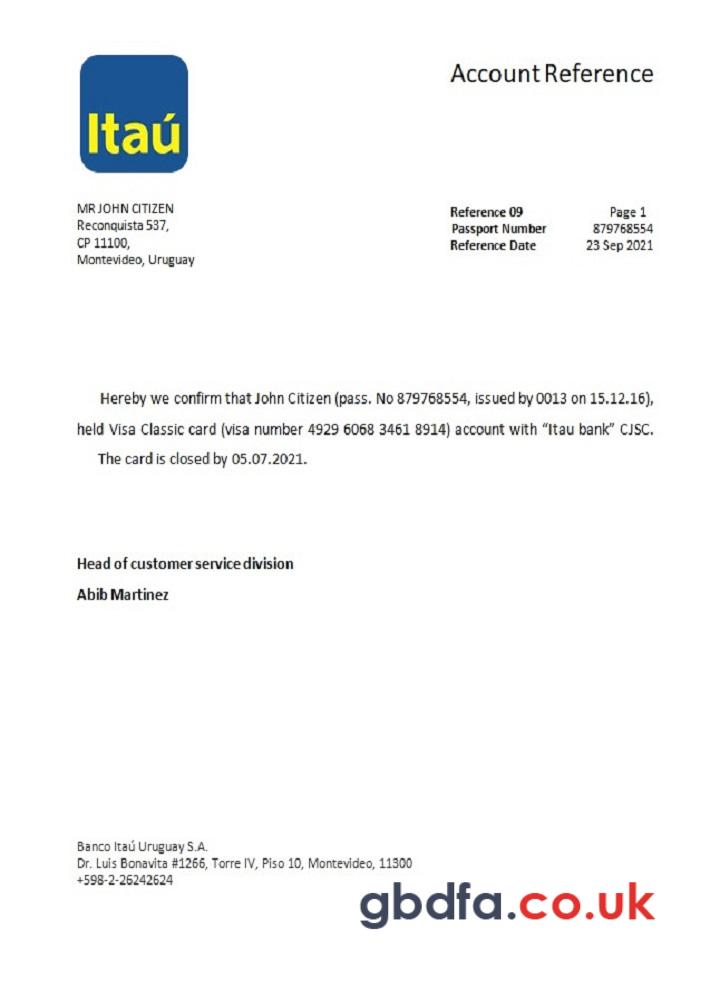 Itaú
Account Reference
MR JOHN CITIZEN
Reconquista 537,
CP 11100,
Montevideo, Uruguay
Reference 09 Page 1
Passport Number 879768554
Reference Date 23 Sep 2021
Hereby we confirm that John Citizen (pass. No 879768554, issued by 0013 on 15.12.16),
held Visa Classic card (visa number 4929 6068 3461 8914) account with “Itau bank” CJSC.
The card is closed by 05.07.2021.
Head of customer service division
Abib Martinez
Banco Itaú Uruguay S.A.
Dr. Luis Bonavita #1266, Torre IV, Piso 10, Montevideo, 11300
+598-2-26242624
gbdfa.co.uk